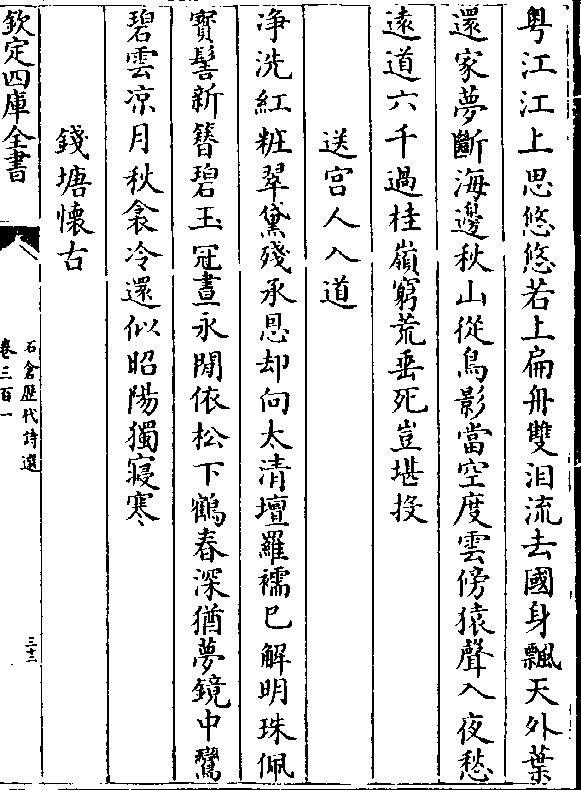 粤江江上思悠悠若上扁舟雙泪流去國身飄天外葉
還家夢斷海邊秋山從鳥影當空度雲傍猿聲入夜愁
遠道六千過桂嶺窮荒垂死豈堪投
送宫人入道
净洗紅粧翠黛殘承恩却向太清壇羅襦已解明珠佩
寳髻新簪碧玉冠晝永閒依松下鶴春深猶夢鏡中鸞
碧雲凉月秋衾冷還似昭陽獨寢寒
錢塘懷古
欽定四庫全書
石倉歴代詩選
卷三百一
三十二